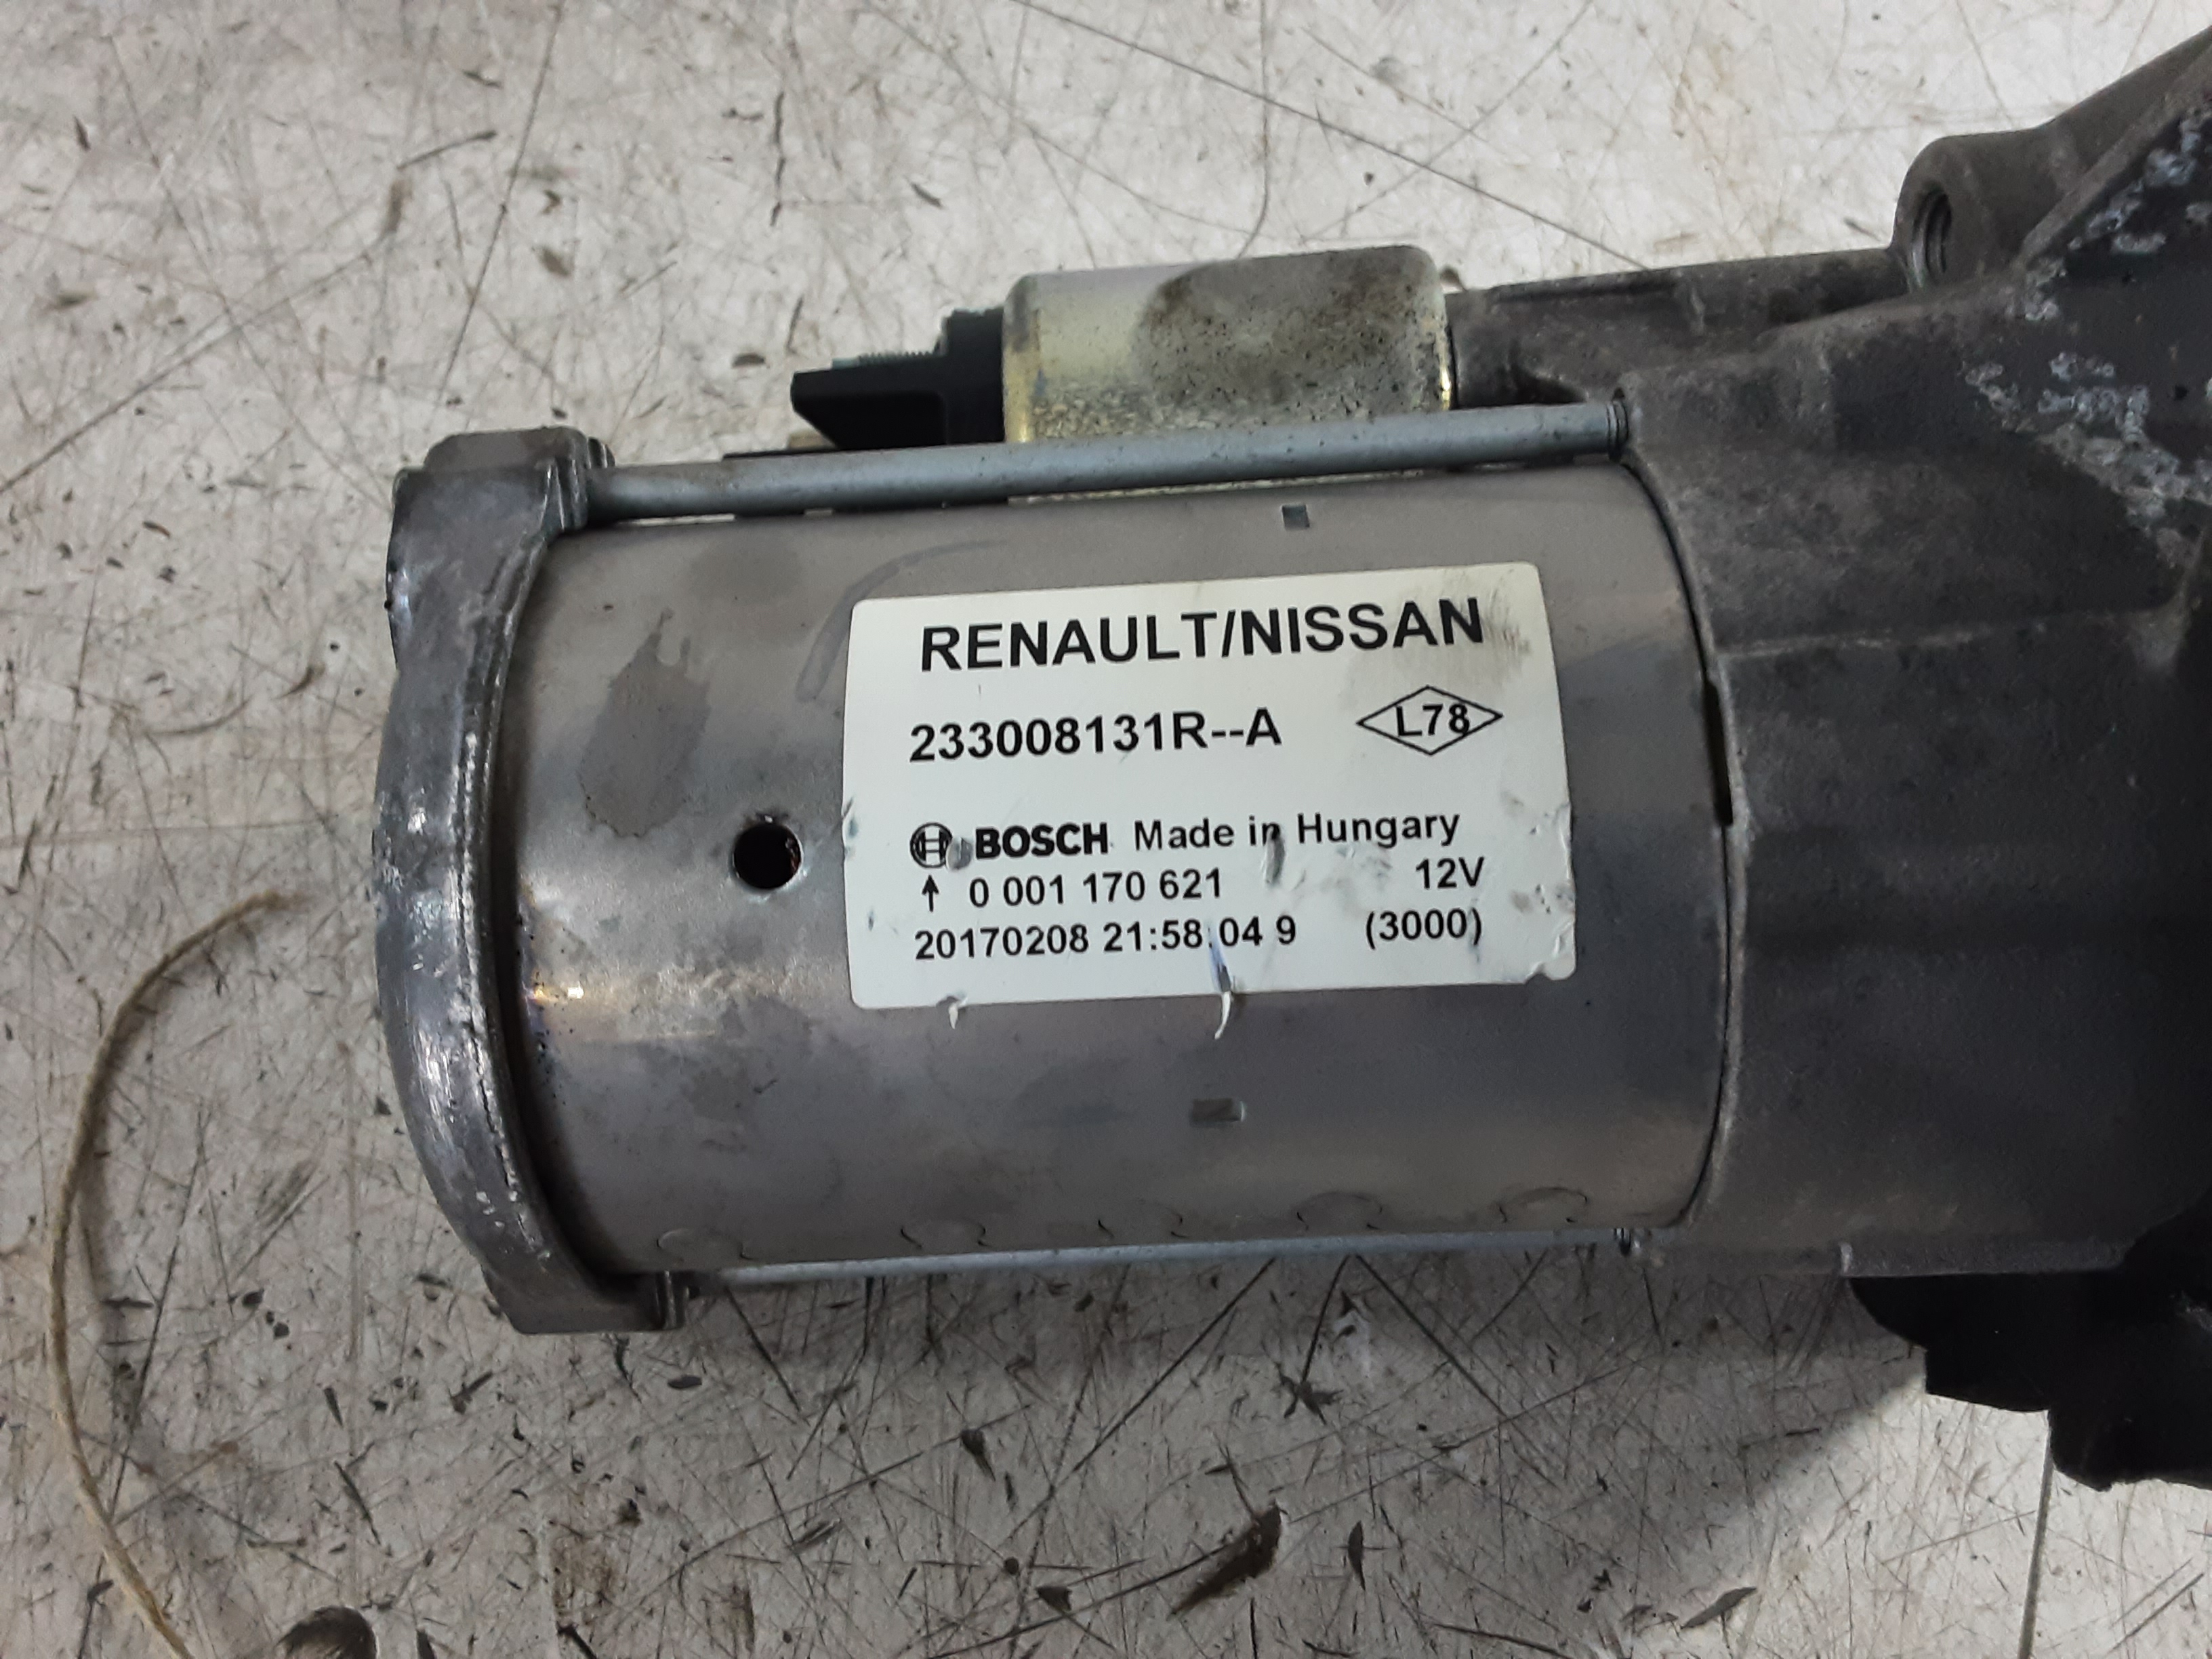 RENAULT/NISSAN
233008131R--A L78
BOSCH Made in Hungary
↑ 0 001 170 621 12V
20170208 21:58:04 9 (3000)